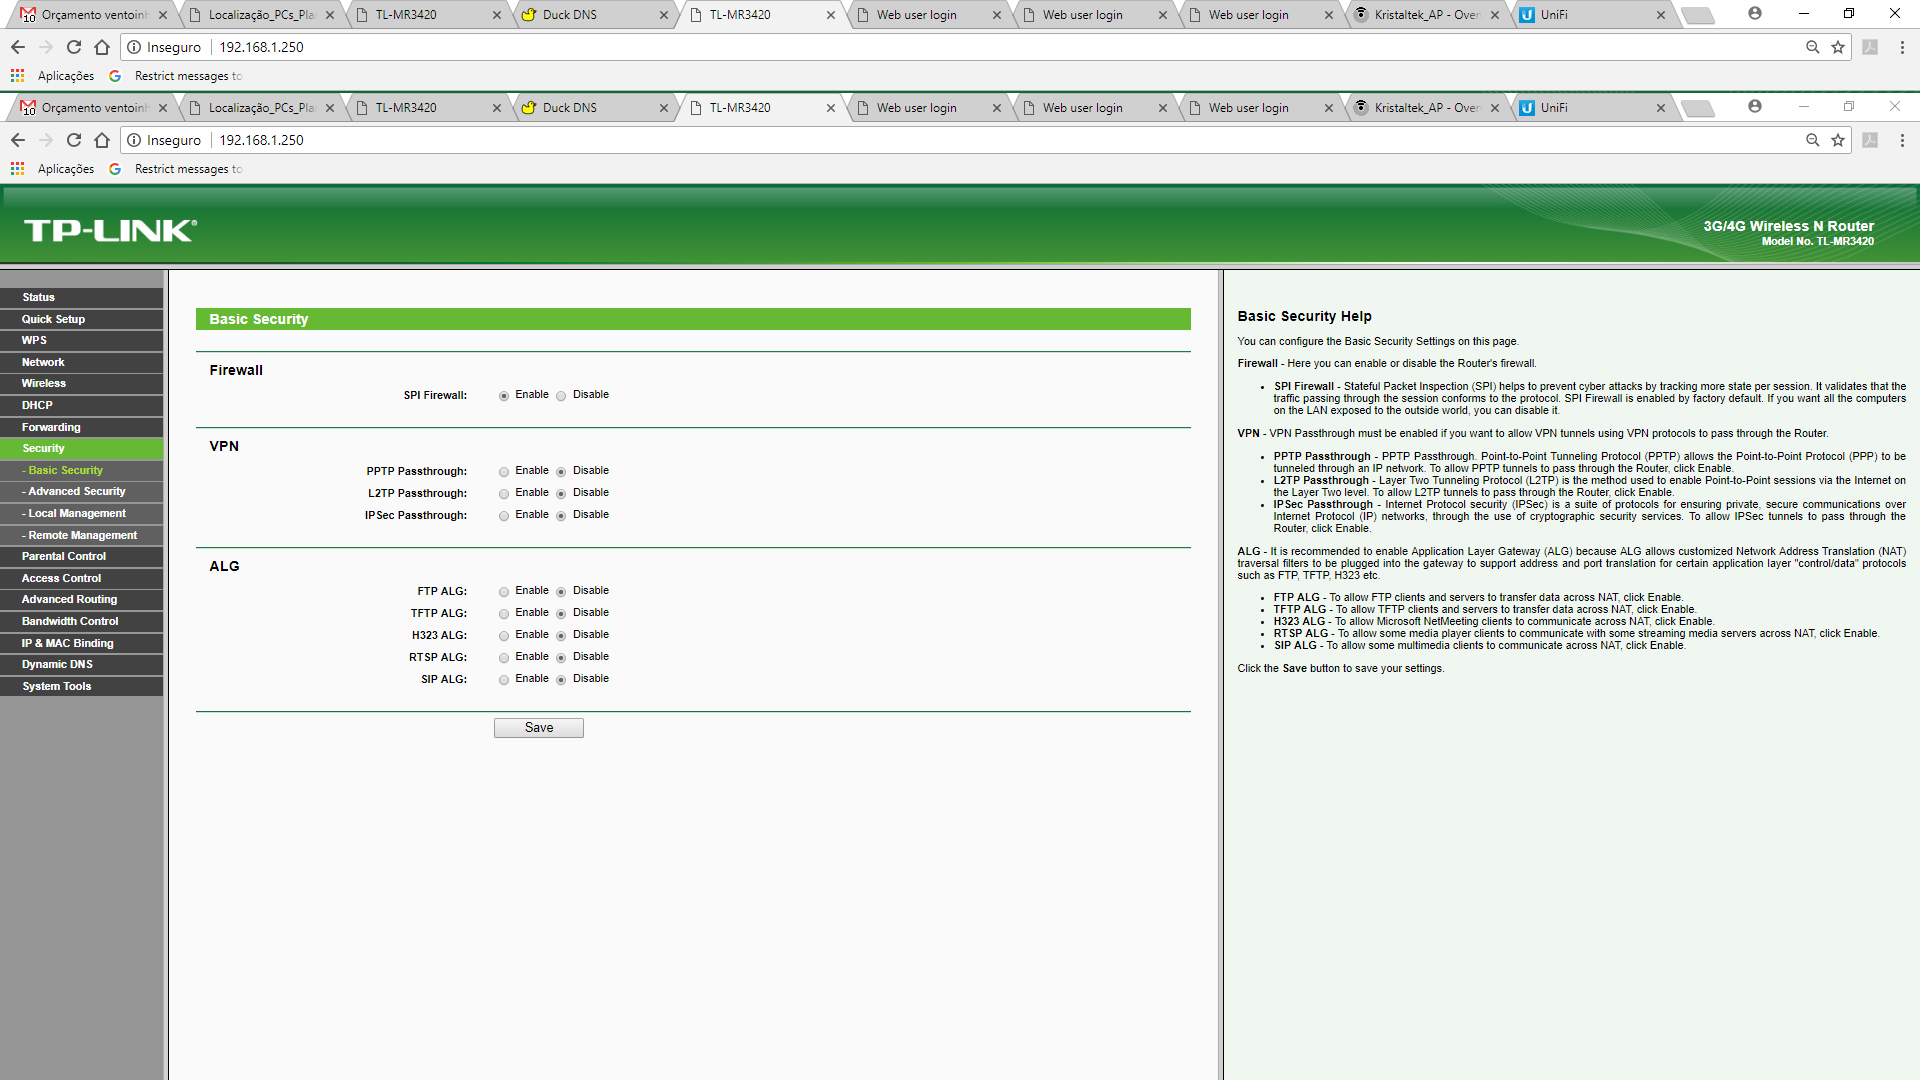 Orçamento ventoinh
Localização_PCs_Pla
TL-MR3420
Duck DNS
TL-MR3420
Web user login
Web user login
Web user login
Kristaltek_AP - Over
UniFi
Inseguro
192.168.1.250
Aplicações
Restrict messages to
Orçamento ventoinh
Localização_PCs_Pla
TL-MR3420
Duck DNS
TL-MR3420
Web user login
Web user login
Web user login
Kristaltek_AP - Over
UniFi
Inseguro
192.168.1.250
Aplicações
Restrict messages to
TP-LINK®
3G/4G Wireless N Router
Model No. TL-MR3420
Status
Quick Setup
WPS
Network
Wireless
DHCP
Forwarding
Security
- Basic Security
- Advanced Security
- Local Management
- Remote Management
Parental Control
Access Control
Advanced Routing
Bandwidth Control
IP & MAC Binding
Dynamic DNS
System Tools
Basic Security
Firewall
SPI Firewall: Enable Disable
VPN
PPTP Passthrough: Enable Disable
L2TP Passthrough: Enable Disable
IPSec Passthrough: Enable Disable
ALG
FTP ALG: Enable Disable
TFTP ALG: Enable Disable
H323 ALG: Enable Disable
RTSP ALG: Enable Disable
SIP ALG: Enable Disable
Save
Basic Security Help
You can configure the Basic Security Settings on this page.
Firewall - Here you can enable or disable the Router's firewall.
• SPI Firewall - Stateful Packet Inspection (SPI) helps to prevent cyber attacks by tracking more state per session. It validates that the
traffic passing through the session conforms to the protocol. SPI Firewall is enabled by factory default. If you want all the computers
on the LAN exposed to the outside world, you can disable it.
VPN - VPN Passthrough must be enabled if you want to allow VPN tunnels using VPN protocols to pass through the Router.
• PPTP Passthrough - PPTP Passthrough. Point-to-Point Tunneling Protocol (PPTP) allows the Point-to-Point Protocol (PPP) to be
tunneled through an IP network. To allow PPTP tunnels to pass through the Router, click Enable.
• L2TP Passthrough - Layer Two Tunneling Protocol (L2TP) is the method used to enable Point-to-Point sessions via the Internet on
the Layer Two level. To allow L2TP tunnels to pass through the Router, click Enable.
• IPSec Passthrough - Internet Protocol security (IPSec) is a suite of protocols for ensuring private, secure communications over
Internet Protocol (IP) networks, through the use of cryptographic security services. To allow IPSec tunnels to pass through the
Router, click Enable.
ALG - It is recommended to enable Application Layer Gateway (ALG) because ALG allows customized Network Address Translation (NAT)
traversal filters to be plugged into the gateway to support address and port translation for certain application layer "control/data" protocols
such as FTP, TFTP, H323 etc.
• FTP ALG - To allow FTP clients and servers to transfer data across NAT, click Enable.
• TFTP ALG - To allow TFTP clients and servers to transfer data across NAT, click Enable.
• H323 ALG - To allow Microsoft NetMeeting clients to communicate across NAT, click Enable.
• RTSP ALG - To allow some media player clients to communicate with some streaming media servers across NAT, click Enable.
• SIP ALG - To allow some multimedia clients to communicate across NAT, click Enable.
Click the Save button to save your settings.